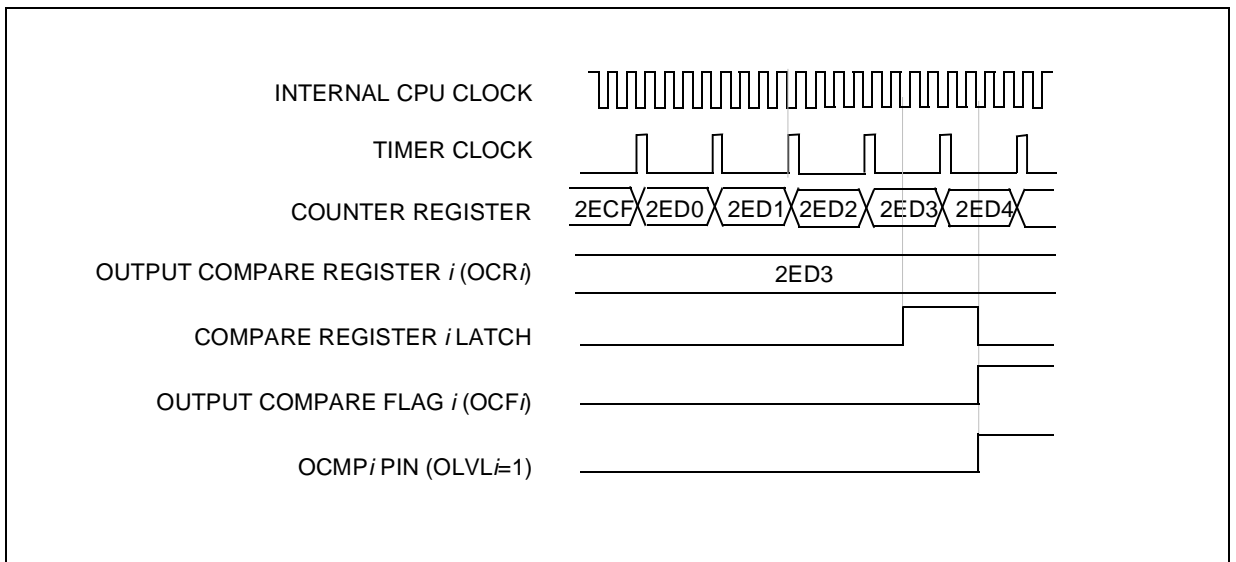 INTERNAL CPU CLOCK
TIMER CLOCK
COUNTER REGISTER 2ECF 2ED0 2ED1 2ED2 2ED3 2ED4
OUTPUT COMPARE REGISTER i (OCRi) 2ED3
COMPARE REGISTER i LATCH
OUTPUT COMPARE FLAG i (OCFi)
OCMPi PIN (OLVLi=1)